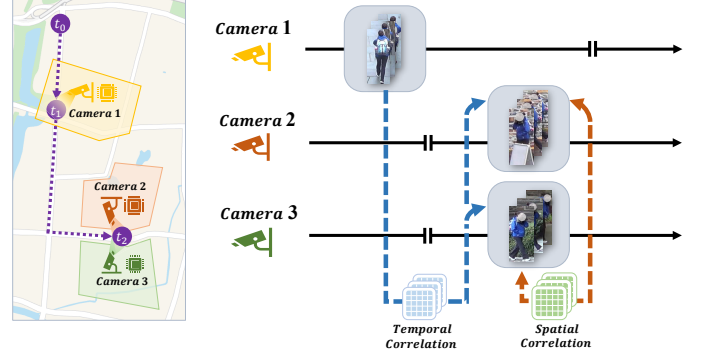 t0
t1
Camera 1
Camera 2
t2
Camera 3
Camera 1
Camera 2
Camera 3
Temporal
Correlation
Spatial
Correlation